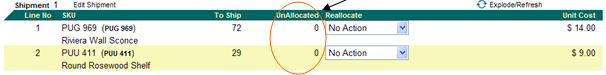 Shipment 1 Edit Shipment Explode/Refresh
Line No SKU To Ship UnAllocated Reallocate Unit Cost
1 PUG 969 (PUG 969) 72 0 No Action $ 14.00
Riviera Wall Sconce
2 PUU 411 (PUU 411) 29 0 No Action $ 9.00
Round Rosewood Shelf